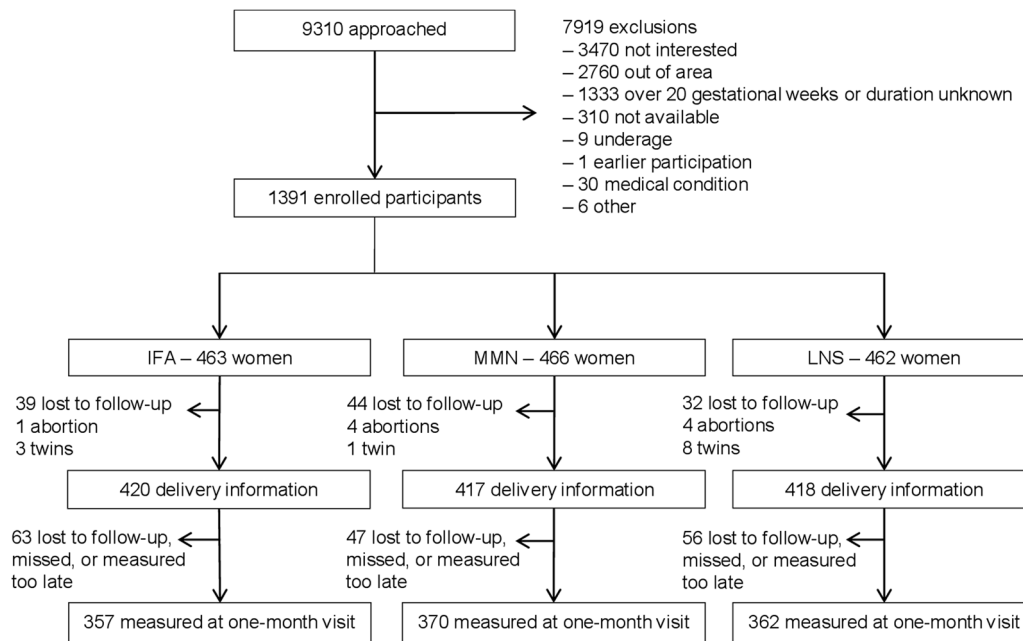 9310 approached
7919 exclusions
– 3470 not interested
– 2760 out of area
– 1333 over 20 gestational weeks or duration unknown
– 310 not available
– 9 underage
– 1 earlier participation
– 30 medical condition
– 6 other
1391 enrolled participants
IFA – 463 women
MMN – 466 women
LNS – 462 women
39 lost to follow-up
1 abortion
3 twins
44 lost to follow-up
4 abortions
1 twin
32 lost to follow-up
4 abortions
8 twins
420 delivery information
417 delivery information
418 delivery information
63 lost to follow-up,
missed, or measured
too late
47 lost to follow-up,
missed, or measured
too late
56 lost to follow-up,
missed, or measured
too late
357 measured at one-month visit
370 measured at one-month visit
362 measured at one-month visit